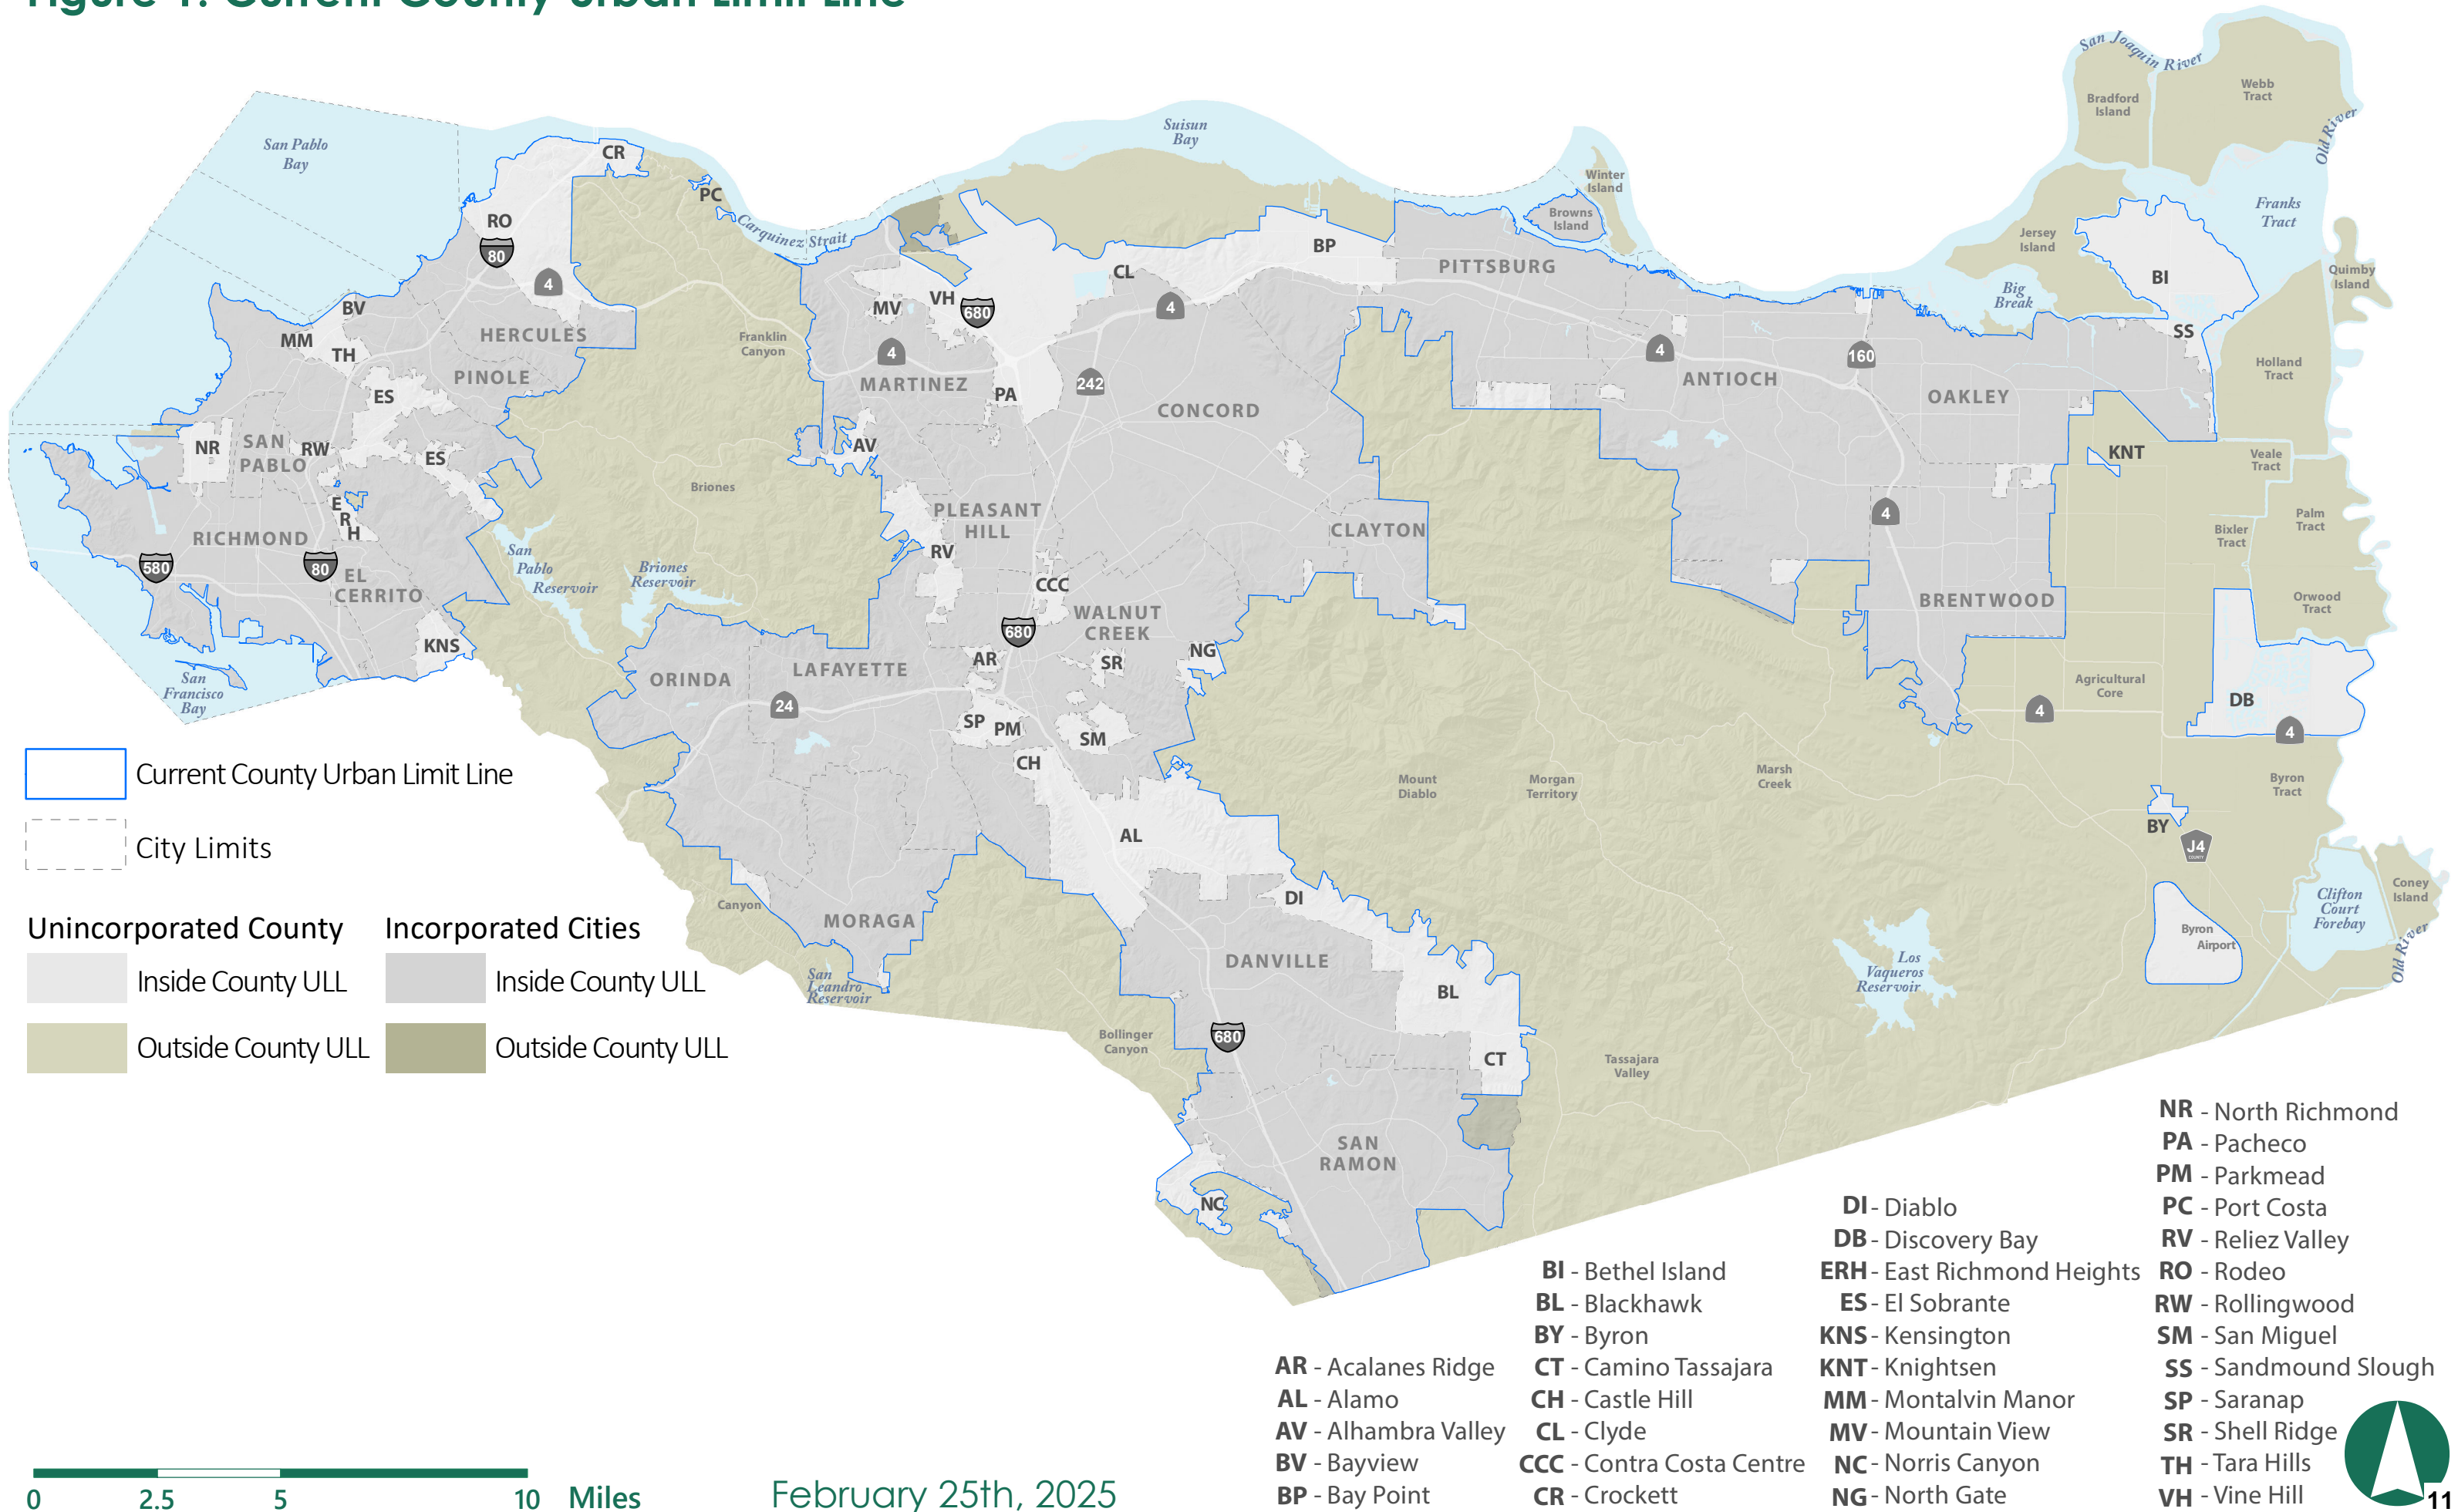 Figure 1: Current County Urban Limit Line
San Joaquin River
Webb
Tract
Bradford
Island
Old River
San Pablo
Bay
Suisun
Bay
CR
PC
Carquinez Strait
Winter
Island
Browns
Island
Franks
Tract
Jersey
Island
RO
80
4
BP
CL
PITTSBURG
BI
Quimby
Island
Big
Break
BV
MM
TH
HERCULES
PINOLE
ES
Franklin
Canyon
MV
VH
680
4
4
MARTINEZ
PA
242
CONCORD
4
ANTIOCH
160
OAKLEY
SS
Holland
Tract
NR
SAN
PABLO
RW
ES
AV
Briones
KNT
Veale
Tract
E
R
H
RICHMOND
580
80
EL
CERRITO
KNS
San
Pablo
Reservoir
Briones
Reservoir
PLEASANT
HILL
RV
CCC
CLAYTON
4
Bixler
Tract
Palm
Tract
WALNUT
CREEK
680
BRENTWOOD
Orwood
Tract
San
Francisco
Bay
ORINDA
LAFAYETTE
AR
SR
NG
24
SP
PM
SM
CH
Agricultural
Core
4
DB
4
Current County Urban Limit Line
City Limits
Mount
Diablo
Morgan
Territory
Marsh
Creek
Byron
Tract
BY
J4
COUNTY
AL
Canyon
MORAGA
DI
Clifton
Court
Forebay
Coney
Island
Old River
Byron
Airport
Unincorporated County
Incorporated Cities
Inside County ULL
Inside County ULL
Outside County ULL
Outside County ULL
San
Leandro
Reservoir
DANVILLE
BL
Los
Vaqueros
Reservoir
Bollinger
Canyon
680
CT
Tassajara
Valley
SAN
RAMON
NC
AR - Acalanes Ridge
AL - Alamo
AV - Alhambra Valley
BV - Bayview
BP - Bay Point
BI - Bethel Island
BL - Blackhawk
BY - Byron
CT - Camino Tassajara
CH - Castle Hill
CL - Clyde
CCC - Contra Costa Centre
CR - Crockett
DI - Diablo
DB - Discovery Bay
ERH - East Richmond Heights
ES - El Sobrante
KNS - Kensington
KNT - Knightsen
MM - Montalvin Manor
MV - Mountain View
NC - Norris Canyon
NG - North Gate
NR - North Richmond
PA - Pacheco
PM - Parkmead
PC - Port Costa
RV - Reliez Valley
RO - Rodeo
RW - Rollingwood
SM - San Miguel
SS - Sandmound Slough
SP - Saranap
SR - Shell Ridge
TH - Tara Hills
VH - Vine Hill
0 2.5 5 10 Miles
February 25th, 2025
11